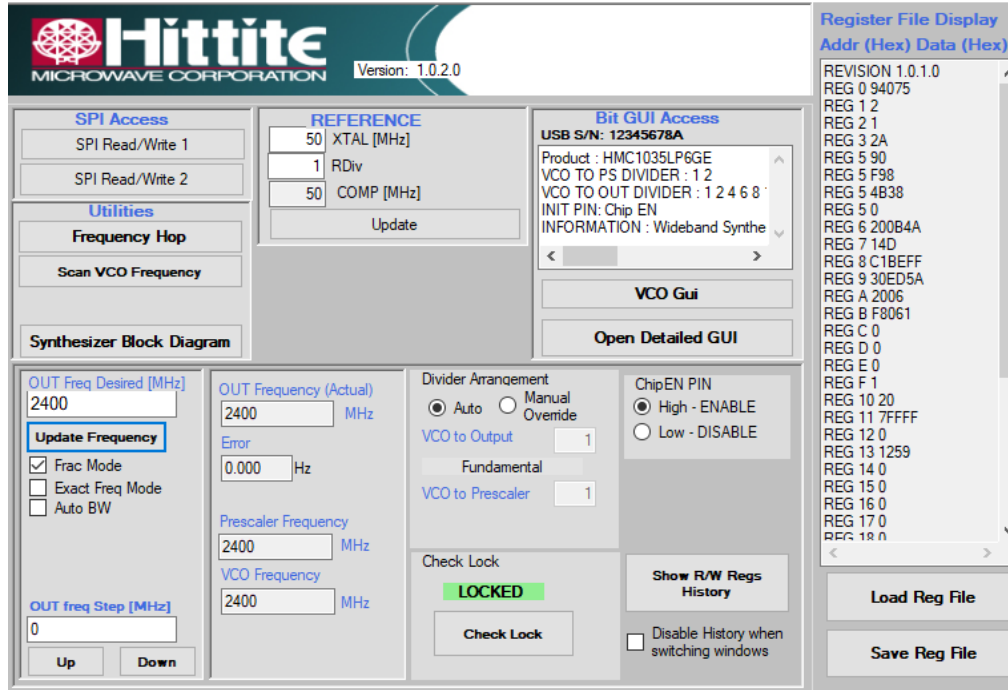 Hittite
MICROWAVE CORPORATION
Version: 1.0.2.0
SPI Access
SPI Read/Write 1
SPI Read/Write 2
Utilities
Frequency Hop
Scan VCO Frequency
Synthesizer Block Diagram
REFERENCE
50 XTAL [MHz]
1 RDiv
50 COMP [MHz]
Update
Bit GUI Access
USB S/N: 12345678A
Product : HMC1035LP6GE
VCO TO PS DIVIDER : 1 2
VCO TO OUT DIVIDER : 1 2 4 6 8
INIT PIN: Chip EN
INFORMATION : Wideband Synthe
VCO Gui
Open Detailed GUI
OUT Freq Desired [MHz]
2400
Update Frequency
Frac Mode
Exact Freq Mode
Auto BW
OUT freq Step [MHz]
0
Up Down
OUT Frequency (Actual)
2400 MHz
Error
0.000 Hz
Prescaler Frequency
2400 MHz
VCO Frequency
2400 MHz
Divider Arrangement
Auto Manual Override
VCO to Output 1
Fundamental
VCO to Prescaler 1
Check Lock
LOCKED
Check Lock
ChipEN PIN
High - ENABLE
Low - DISABLE
Show R/W Regs
History
Disable History when
switching windows
Register File Display
Addr (Hex) Data (Hex)
REVISION 1.0.1.0
REG 0 94075
REG 1 2
REG 2 1
REG 3 2A
REG 5 90
REG 5 F98
REG 5 4B38
REG 5 0
REG 6 200B4A
REG 7 14D
REG 8 C1BEFF
REG 9 30ED5A
REG A 2006
REG B F8061
REG C 0
REG D 0
REG E 0
REG F 1
REG 10 20
REG 11 7FFFF
REG 12 0
REG 13 1259
REG 14 0
REG 15 0
REG 16 0
REG 17 0
REG 18 0
Load Reg File
Save Reg File